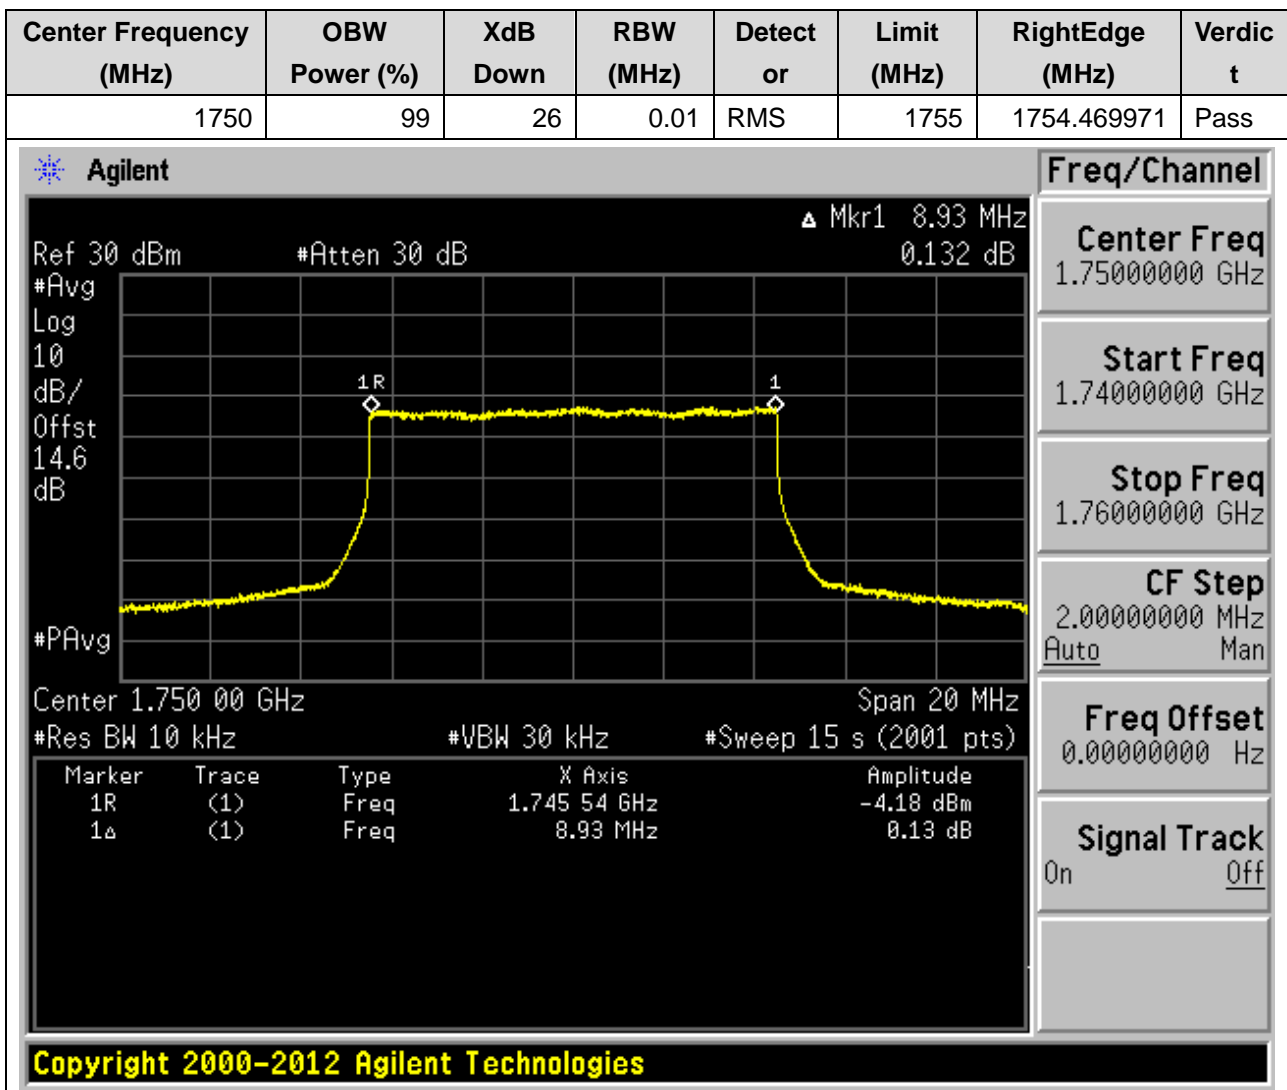 Center Frequency (MHz) OBW Power (%) XdB Down RBW (MHz) Detect or Limit (MHz) RightEdge (MHz) Verdic t
1750 99 26 0.01 RMS 1755 1754.469971 Pass
Agilent
Freq/Channel
Δ Mkr1 8.93 MHz
Ref 30 dBm #Atten 30 dB 0.132 dB
#Avg
Log
10
dB/
Offst
14.6
dB
1R
1
#PAvg
Center 1.750 00 GHz Span 20 MHz
#Res BW 10 kHz #VBW 30 kHz #Sweep 15 s (2001 pts)
Marker Trace Type X Axis Amplitude
1R (1) Freq 1.745 54 GHz -4.18 dBm
1Δ (1) Freq 8.93 MHz 0.13 dB
Center Freq
1.75000000 GHz
Start Freq
1.74000000 GHz
Stop Freq
1.76000000 GHz
CF Step
2.00000000 MHz
Auto Man
Freq Offset
0.00000000 Hz
Signal Track
On Off
Copyright 2000-2012 Agilent Technologies